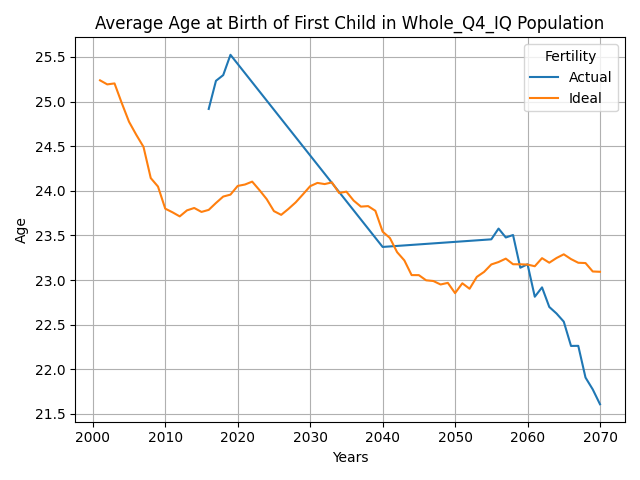 Average Age at Birth of First Child in Whole_Q4_IQ Population
Fertility
Actual
Ideal
Age
25.5
25.0
24.5
24.0
23.5
23.0
22.5
22.0
21.5
2000 2010 2020 2030 2040 2050 2060 2070
Years